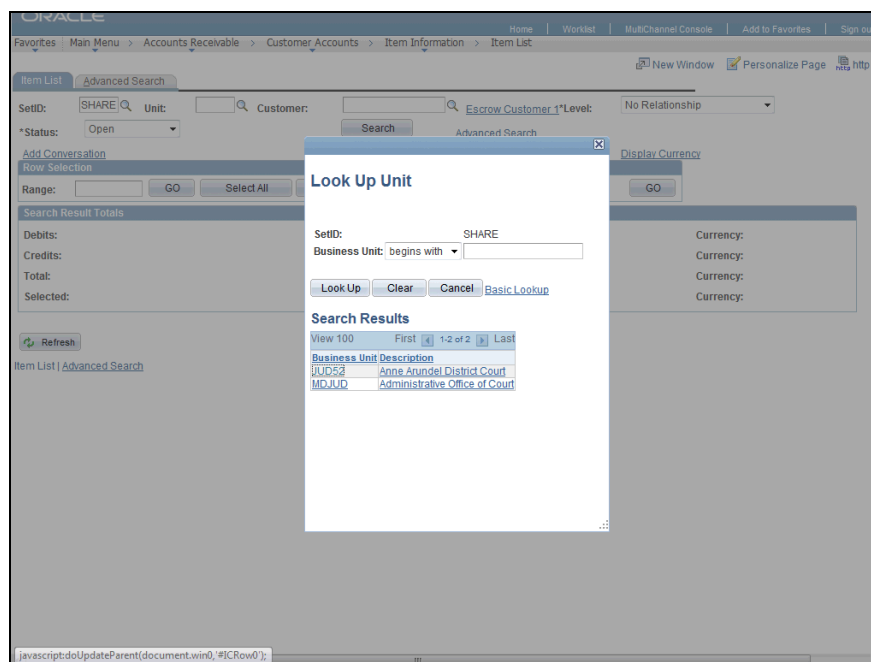 ORACLE
Home | Worklist | MultiChannel Console | Add to Favorites | Sign ou
Favorites | Main Menu > Accounts Receivable > Customer Accounts > Item Information > Item List
New Window Personalize Page http
Item List Advanced Search
SetID: SHARE Unit: Customer: Escrow Customer 1 *Level: No Relationship
*Status: Open Search Advanced Search
Add Conversation Display Currency
Row Selection
Range: GO Select All GO
Search Result Totals
Debits: Currency:
Credits: Currency:
Total: Currency:
Selected: Currency:
Refresh
Item List | Advanced Search
Look Up Unit
SetID: SHARE
Business Unit: begins with
Look Up Clear Cancel Basic Lookup
Search Results
View 100 First 1-2 of 2 Last
Business Unit Description
JUD52 Anne Arundel District Court
MDJUD Administrative Office of Court
javascript:doUpdateParent(document.win0,'#ICRow0');